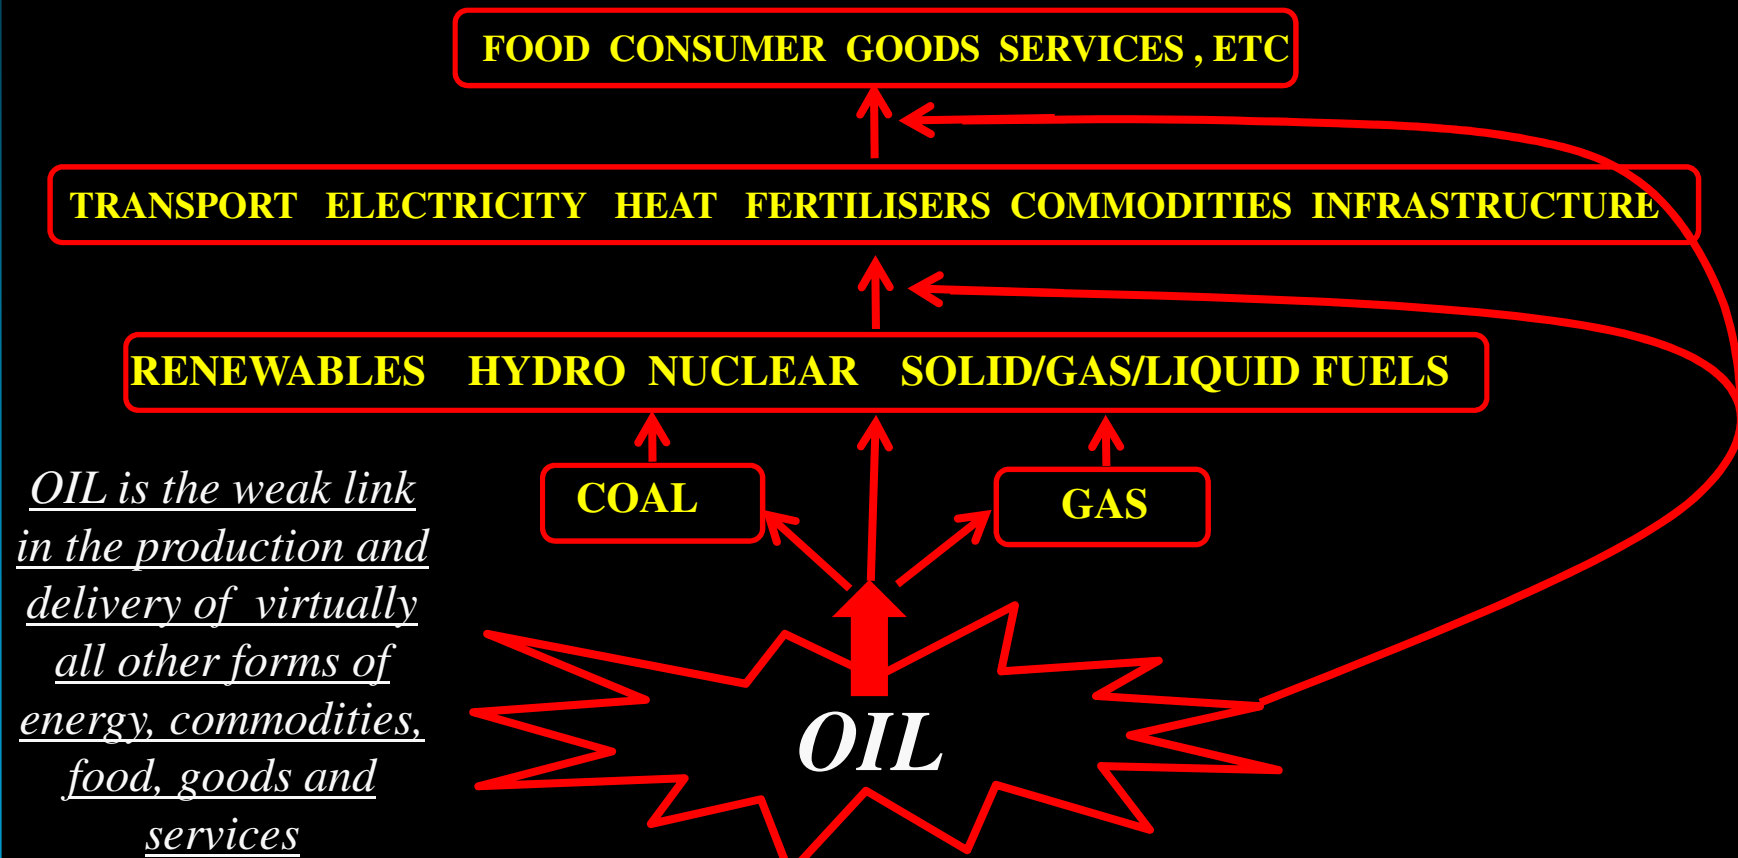 FOOD CONSUMER GOODS SERVICES , ETC
TRANSPORT ELECTRICITY HEAT FERTILISERS COMMODITIES INFRASTRUCTURE
RENEWABLES HYDRO NUCLEAR SOLID/GAS/LIQUID FUELS
COAL
GAS
OIL is the weak link
in the production and
delivery of virtually
all other forms of
energy, commodities,
food, goods and
services
OIL